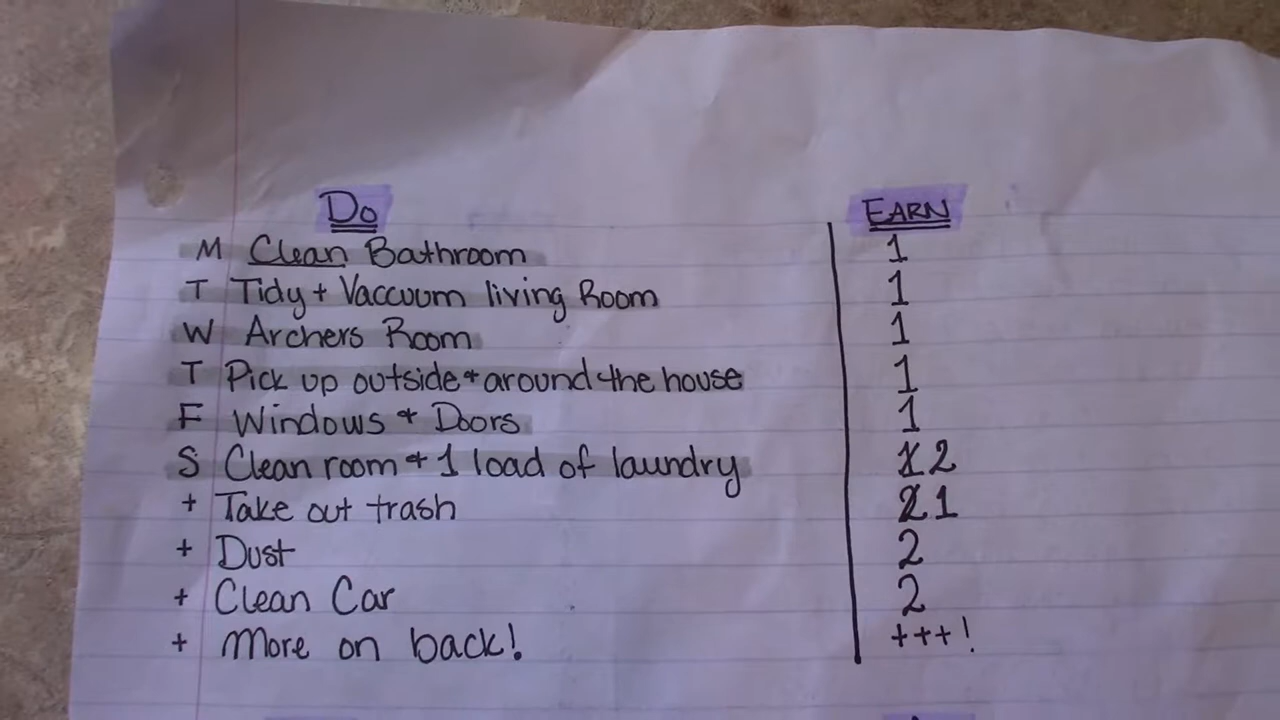 Do EARN
M Clean Bathroom 1
T Tidy + Vaccuum living Room 1
W Archers Room 1
T Pick up outside + around the house 1
F Windows + Doors 1
S Clean room + 1 load of laundry 1 2
+ Take out trash 2 1
+ Dust 2
+ Clean Car 2
+ More on back! +++!